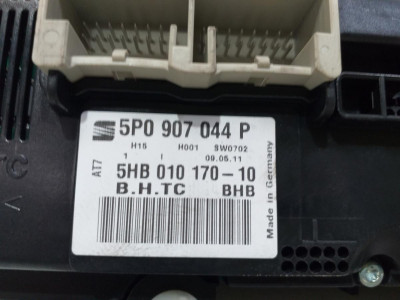 5P0 907 044 P
H15 H001 SW0702
1 I 09.05.11
AT7
5HB 010 170-10
B.H.TC BHB
Made in Germany